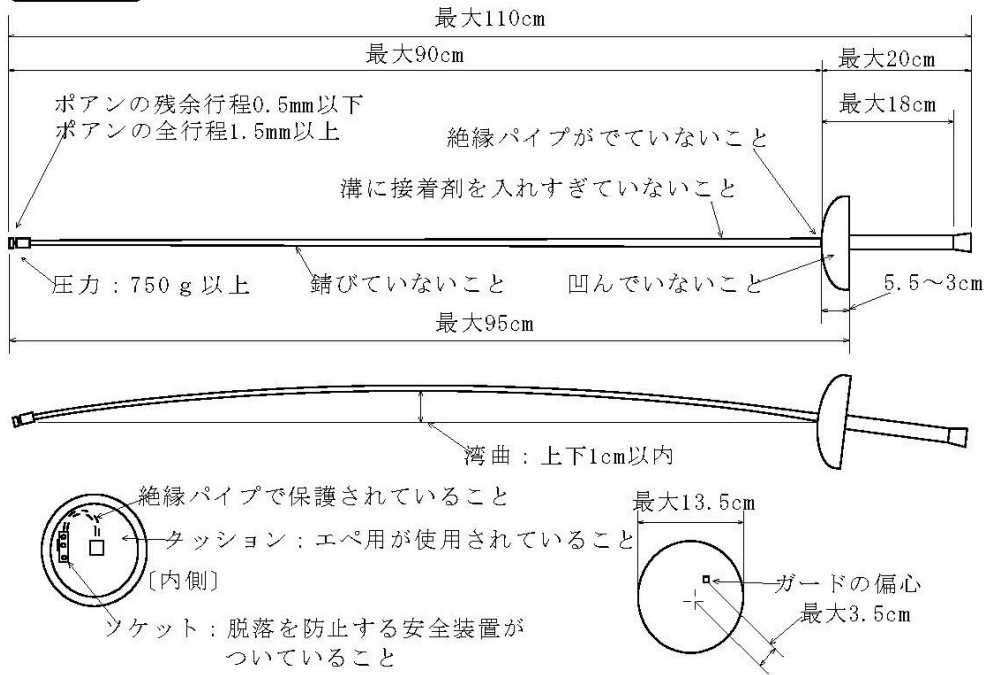 最大110cm
最大90cm
最大20cm
ポアンの残余行程0.5mm以下
ポアンの全行程1.5mm以上
最大18cm
絶縁パイプがでていないこと
溝に接着剤を入れすぎていないこと
圧力：750ｇ以上
錆びていないこと
凹んでいないこと
5.5～3cm
最大95cm
湾曲：上下1cm以内
絶縁パイプで保護されていること
クッション：エペ用が使用されていること
〔内側〕
ソケット：脱落を防止する安全装置が
ついていること
最大13.5cm
ガードの偏心
最大3.5cm